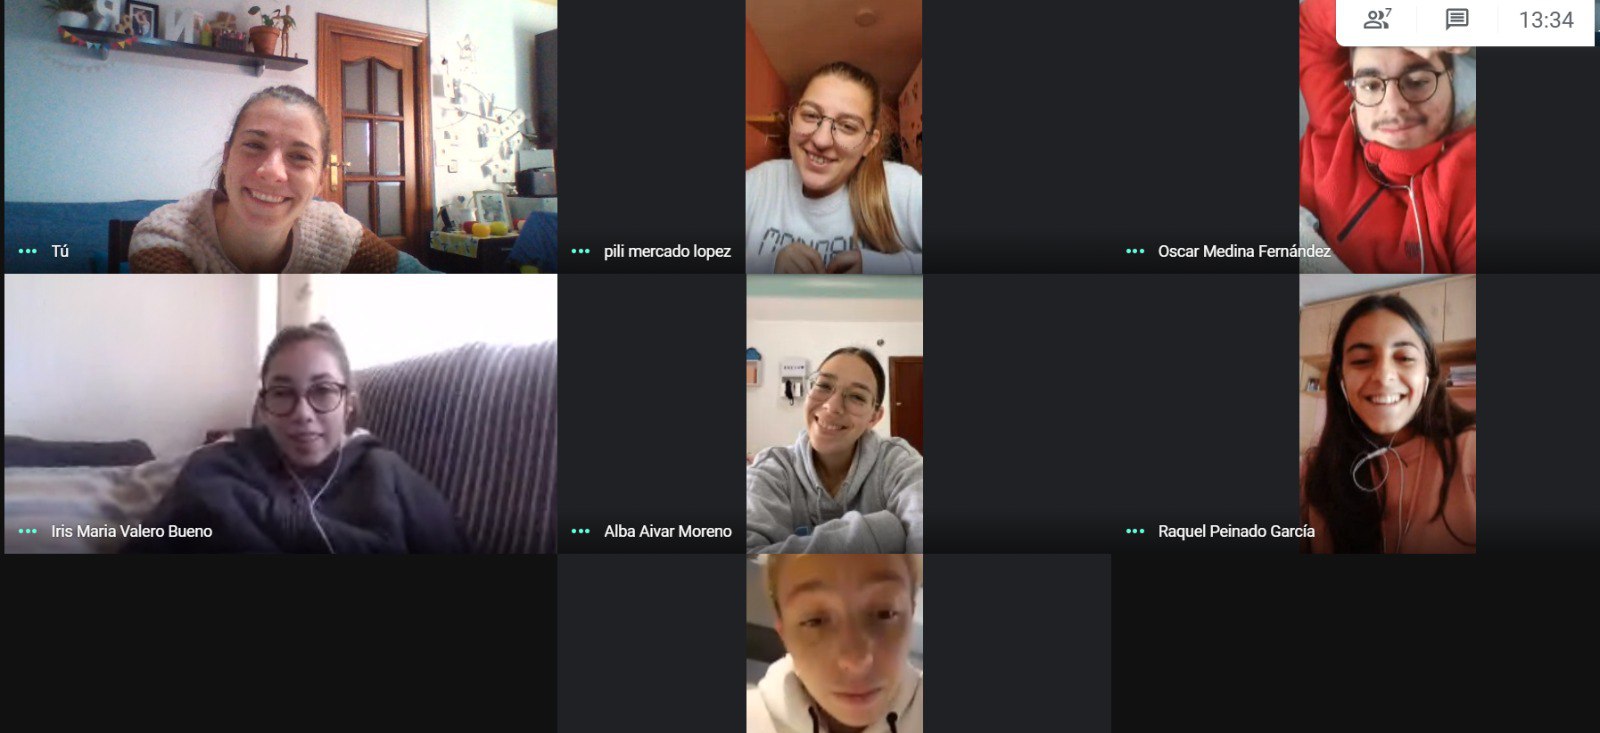 7
13:34
Tú
pili mercado lopez
Oscar Medina Fernández
Iris Maria Valero Bueno
Alba Aivar Moreno
Raquel Peinado García